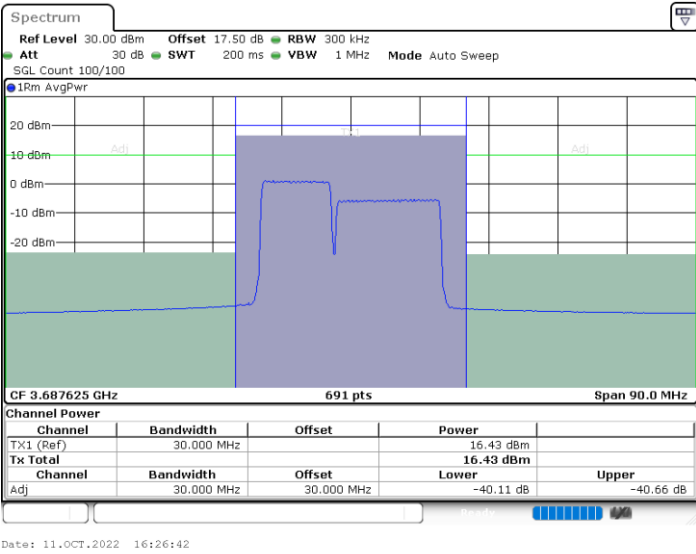 Spectrum
Ref Level 30.00 dBm Offset 17.50 dB RBW 300 kHz
Att 30 dB SWT 200 ms VBW 1 MHz Mode Auto Sweep
SGL Count 100/100
1Rm AvgPwr
20 dBm
TX1
Adj Adj
10 dBm
0 dBm
-10 dBm
-20 dBm
CF 3.687625 GHz 691 pts Span 90.0 MHz
Channel Power
Channel Bandwidth Offset Power
TX1 (Ref) 30.000 MHz 16.43 dBm
Tx Total 16.43 dBm
Channel Bandwidth Offset Lower Upper
Adj 30.000 MHz 30.000 MHz -40.11 dB -40.66 dB
Ready
Date: 11.OCT.2022 16:26:42